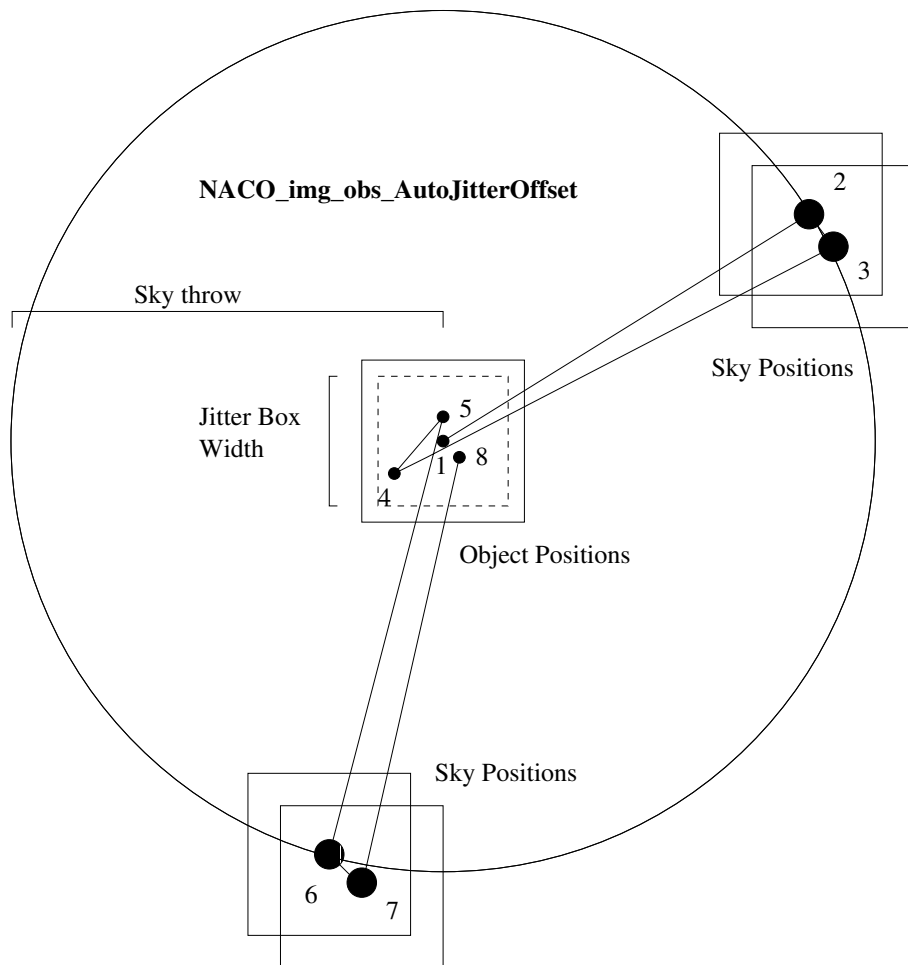 2
NACO_img_obs_AutoJitterOffset
3
Sky throw
Sky Positions
Jitter Box
Width
5
1
8
4
Object Positions
Sky Positions
6
7